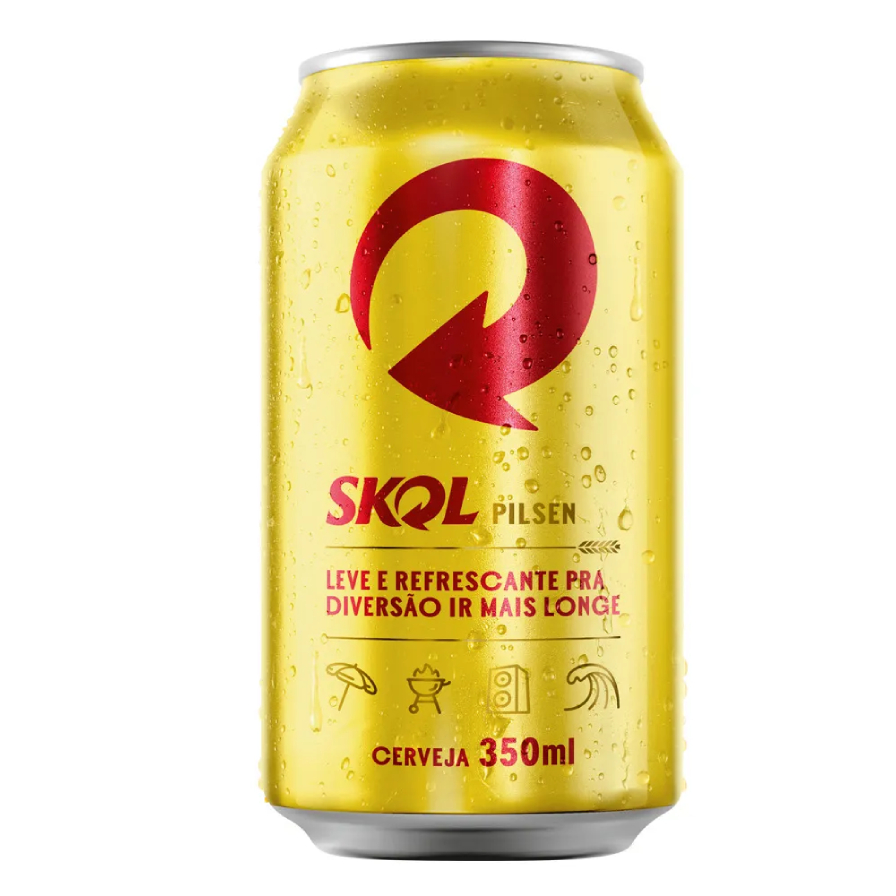 SKOL PILSEN
LEVE E REFRESCANTE PRA
DIVERSÃO IR MAIS LONGE
CERVEJA 350ml